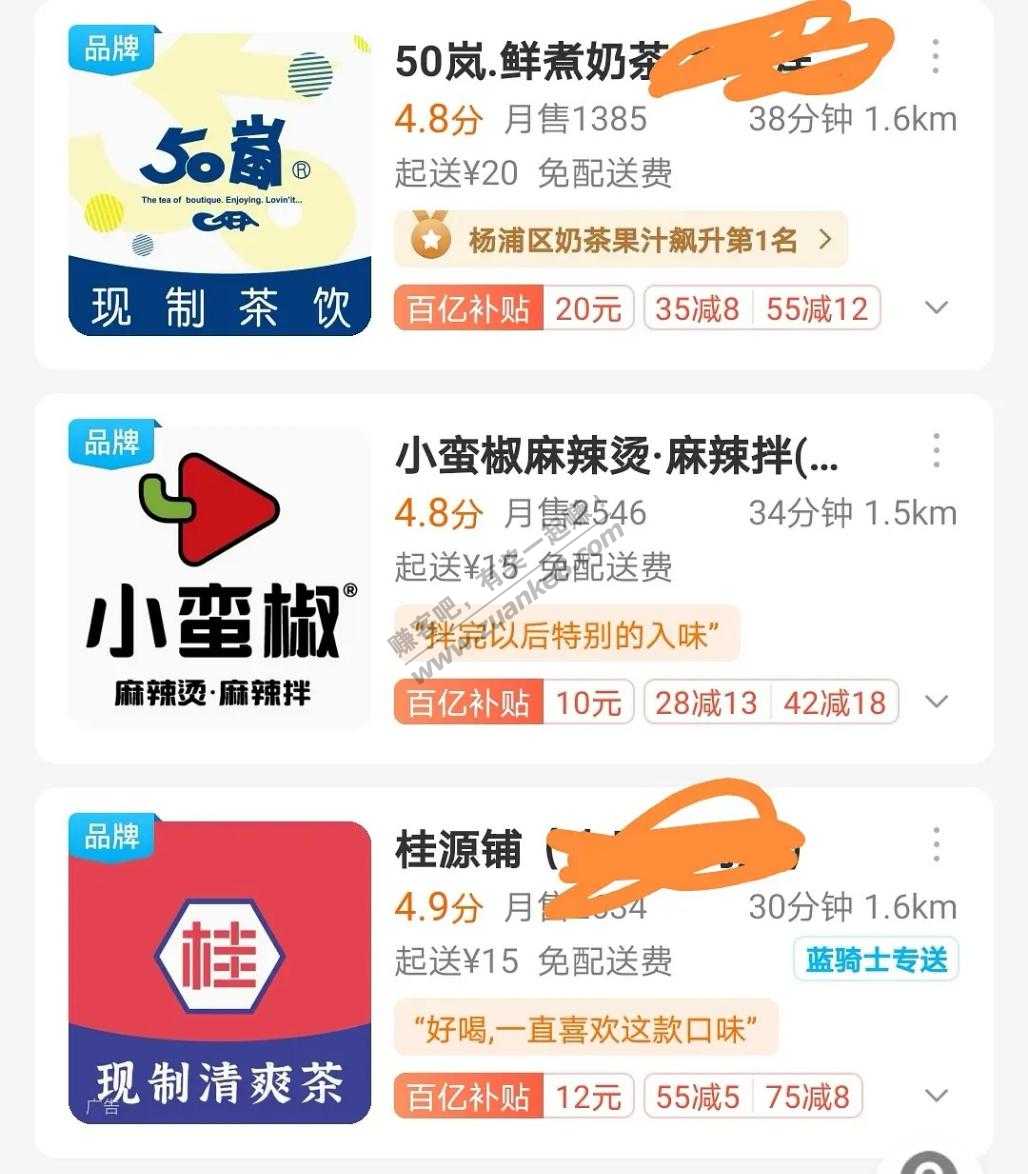 品牌
50岚.鲜煮奶茶
4.8分 月售1385 38分钟 1.6km
起送¥20 免配送费
杨浦区奶茶果汁飙升第1名 >
百亿补贴 20元 35减8 55减12
50嵐®
The tea of boutique. Enjoying. Lovin'it...
现制茶饮
品牌
小蛮椒麻辣烫·麻辣拌(...
4.8分 月售2546 34分钟 1.5km
起送¥15 免配送费
“拌完以后特别的入味”
百亿补贴 10元 28减13 42减18
小蛮椒®
麻辣烫·麻辣拌
赚客吧,有奖一起赚!
www.zuanke8.com
品牌
桂源铺(
4.9分 月售 34 30分钟 1.6km
起送¥15 免配送费 蓝骑士专送
“好喝,一直喜欢这款口味”
百亿补贴 12元 55减5 75减8
桂
现制清爽茶
广告